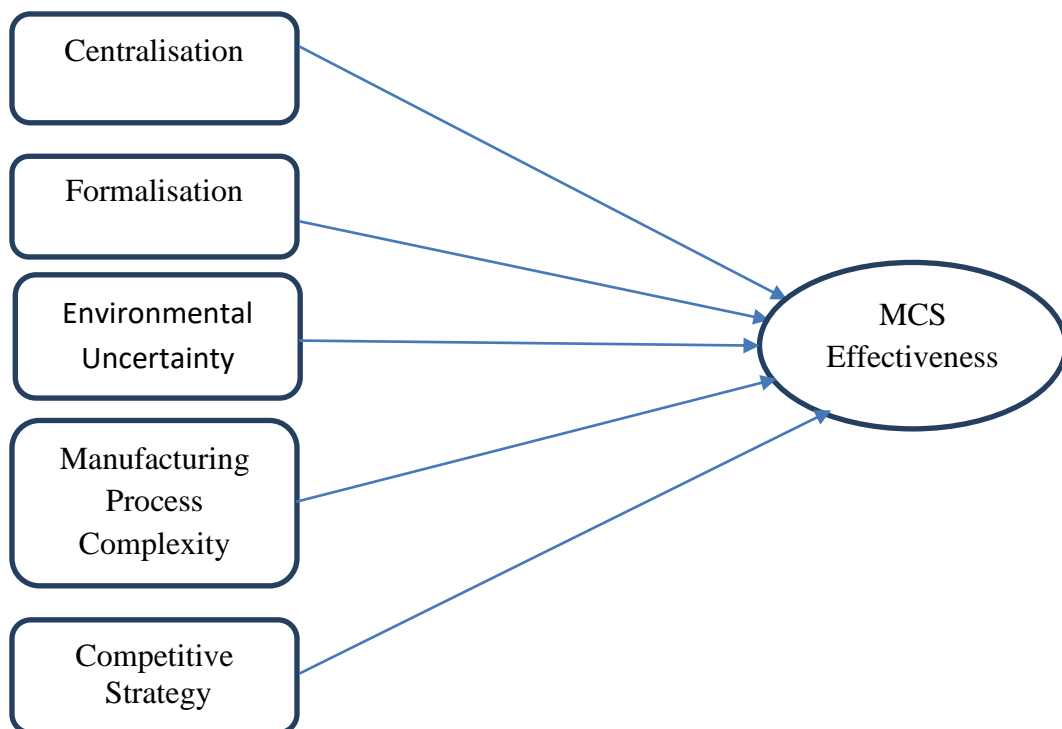 Centralisation
Formalisation
Environmental
Uncertainty
Manufacturing
Process
Complexity
Competitive
Strategy
MCS
Effectiveness